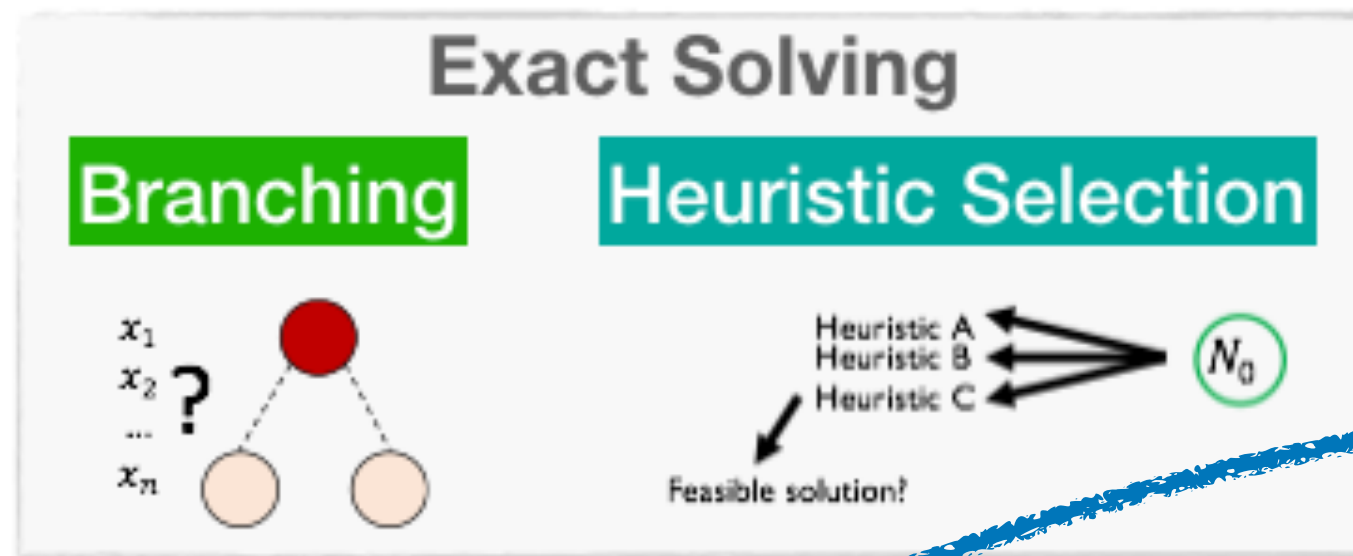 Exact Solving
Branching
Heuristic Selection
x₁
x₂
?
...
xₙ
Heuristic A
Heuristic B
Heuristic C
N₀
Feasible solution?